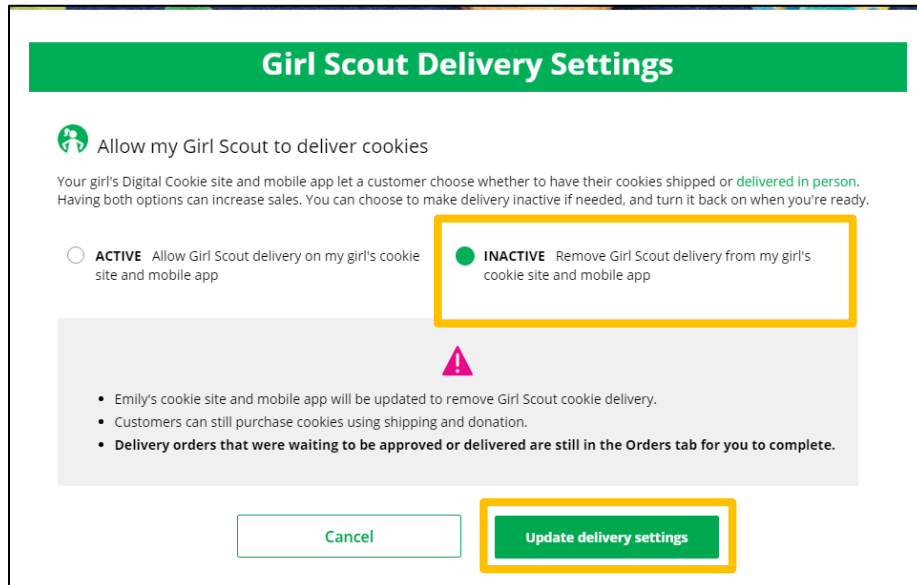 Girl Scout Delivery Settings
Allow my Girl Scout to deliver cookies
Your girl's Digital Cookie site and mobile app let a customer choose whether to have their cookies shipped or delivered in person.
Having both options can increase sales. You can choose to make delivery inactive if needed, and turn it back on when you're ready.
ACTIVE Allow Girl Scout delivery on my girl's cookie
site and mobile app
INACTIVE Remove Girl Scout delivery from my girl's
cookie site and mobile app
• Emily's cookie site and mobile app will be updated to remove Girl Scout cookie delivery.
• Customers can still purchase cookies using shipping and donation.
• Delivery orders that were waiting to be approved or delivered are still in the Orders tab for you to complete.
Cancel
Update delivery settings